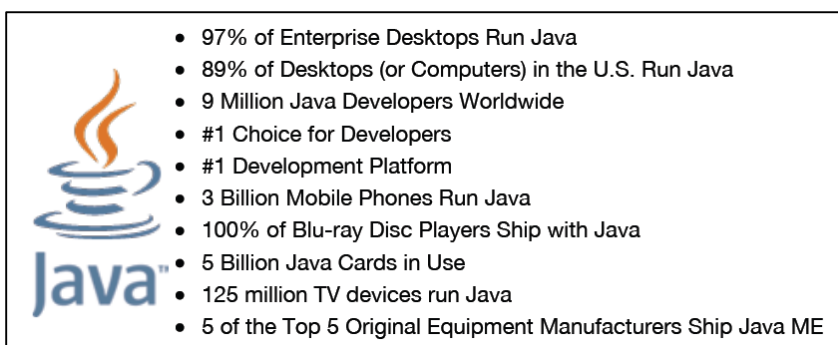 97% of Enterprise Desktops Run Java
89% of Desktops (or Computers) in the U.S. Run Java
9 Million Java Developers Worldwide
#1 Choice for Developers
#1 Development Platform
3 Billion Mobile Phones Run Java
100% of Blu-ray Disc Players Ship with Java
5 Billion Java Cards in Use
125 million TV devices run Java
5 of the Top 5 Original Equipment Manufacturers Ship Java ME
Java™